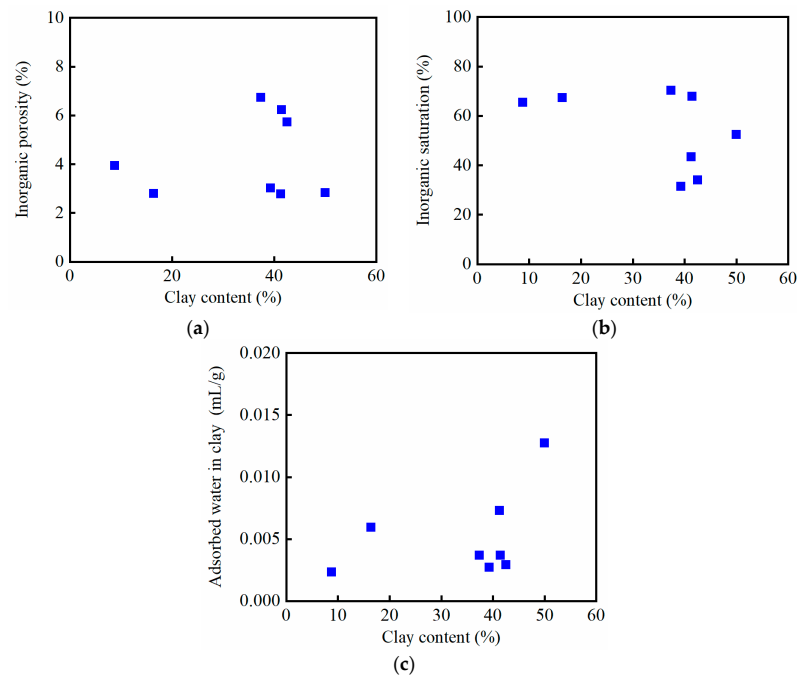 10
8
6
4
2
0
Inorganic porosity (%)
0 20 40 60
Clay content (%)
(a)
100
80
60
40
20
0
Inorganic saturation (%)
0 10 20 30 40 50 60
Clay content (%)
(b)
0.020
0.015
0.010
0.005
0.000
Adsorbed water in clay (mL/g)
0 10 20 30 40 50 60
Clay content (%)
(c)